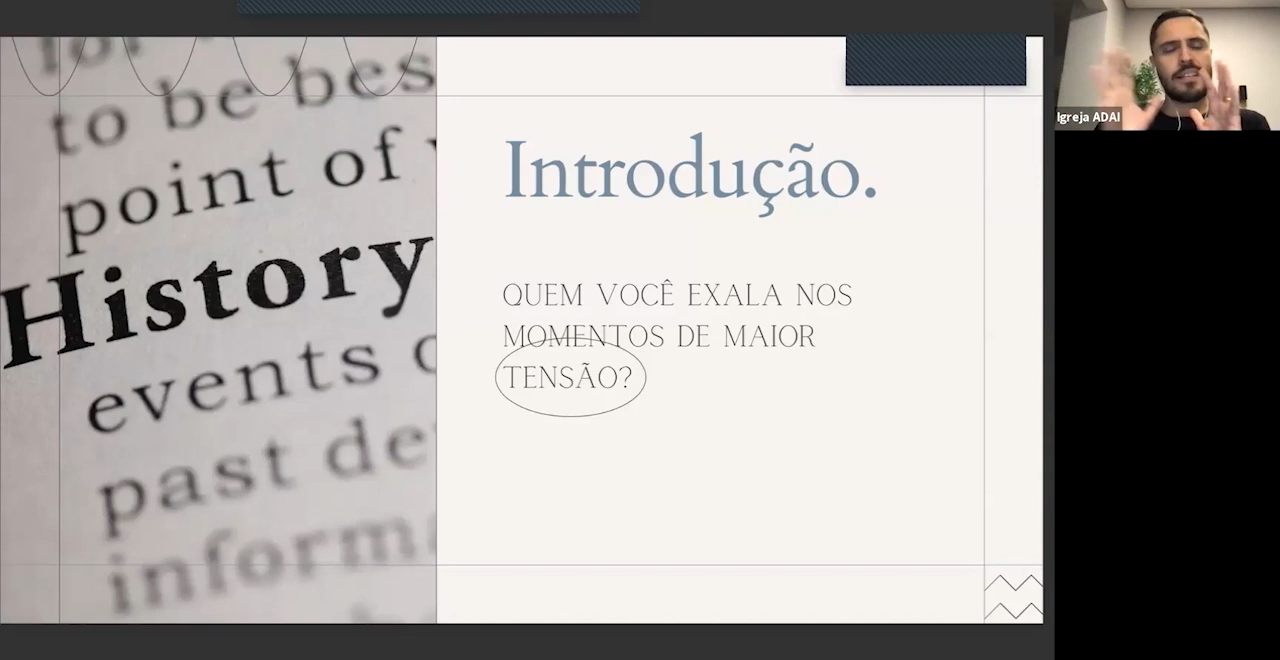 to be bes
point of
History
events
past de
inform
Introdução.
QUEM VOCÊ EXALA NOS
MOMENTOS DE MAIOR
TENSÃO?
Igreja ADAI